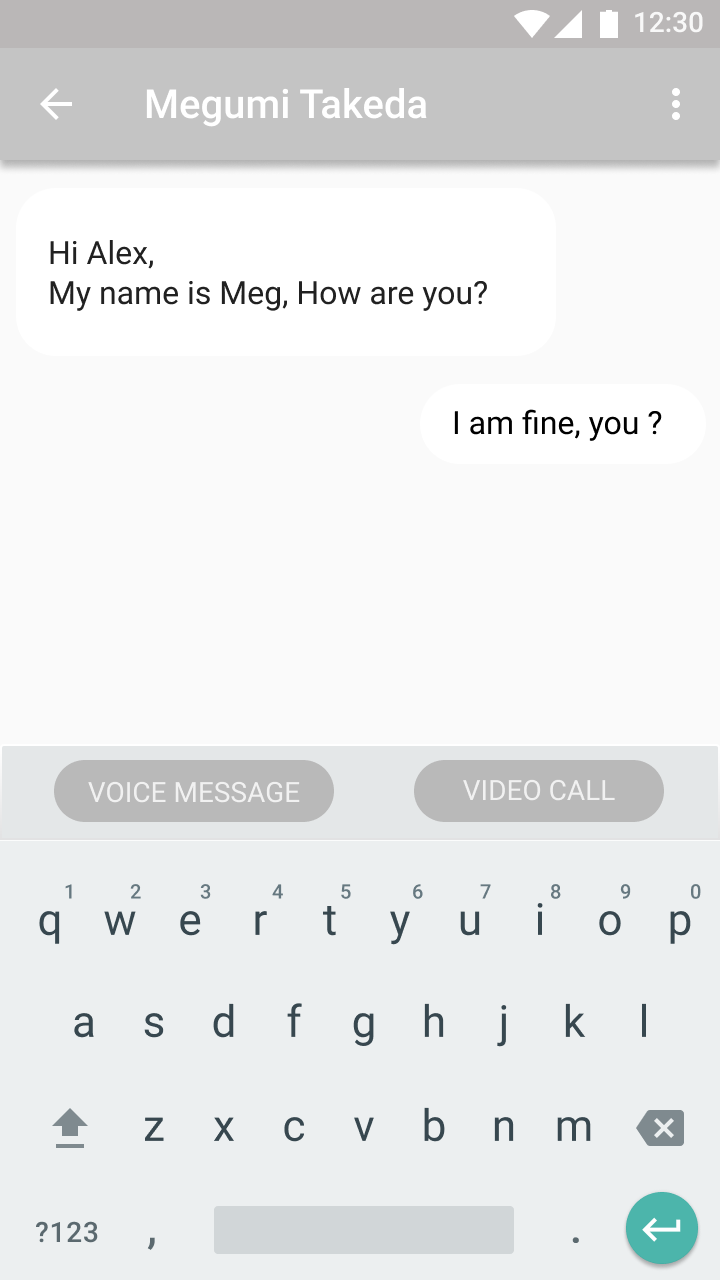 12:30
Megumi Takeda
Hi Alex,
My name is Meg, How are you?
I am fine, you ?
VOICE MESSAGE
VIDEO CALL
1 2 3 4 5 6 7 8 9 0
q w e r t y u i o p
a s d f g h j k l
z x c v b n m
?123 , .